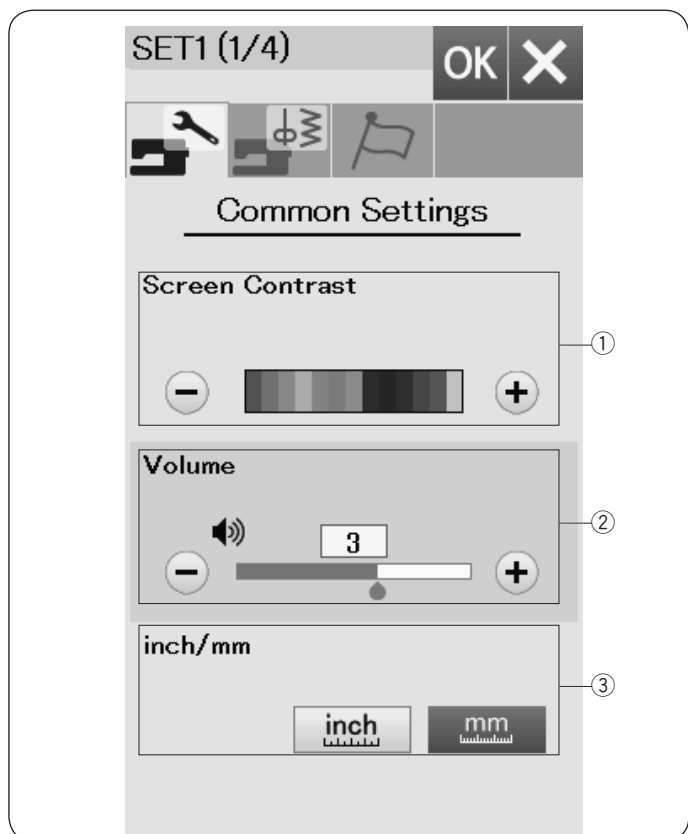 SET1 (1/4)
OK
Common Settings
Screen Contrast
①
− +
Volume
②
3
− +
inch/mm
③
inch mm